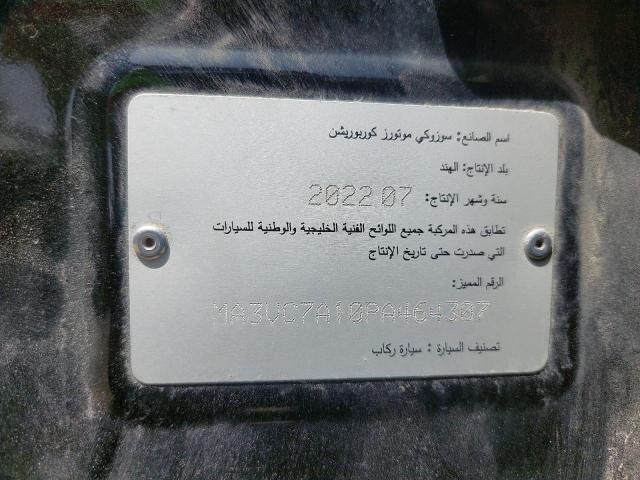 اسم الصانع: سوزوكي موتورز كوربوريشن
بلد الإنتاج: الهند
سنة وشهر الإنتاج: 2022 07
تطابق هذه المركبة جميع اللوائح الفنية الخليجية والوطنية للسيارات
التي صدرت حتى تاريخ الإنتاج
الرقم المميز:
MA3VC7A10PA464307
تصنيف السيارة : سيارة ركاب